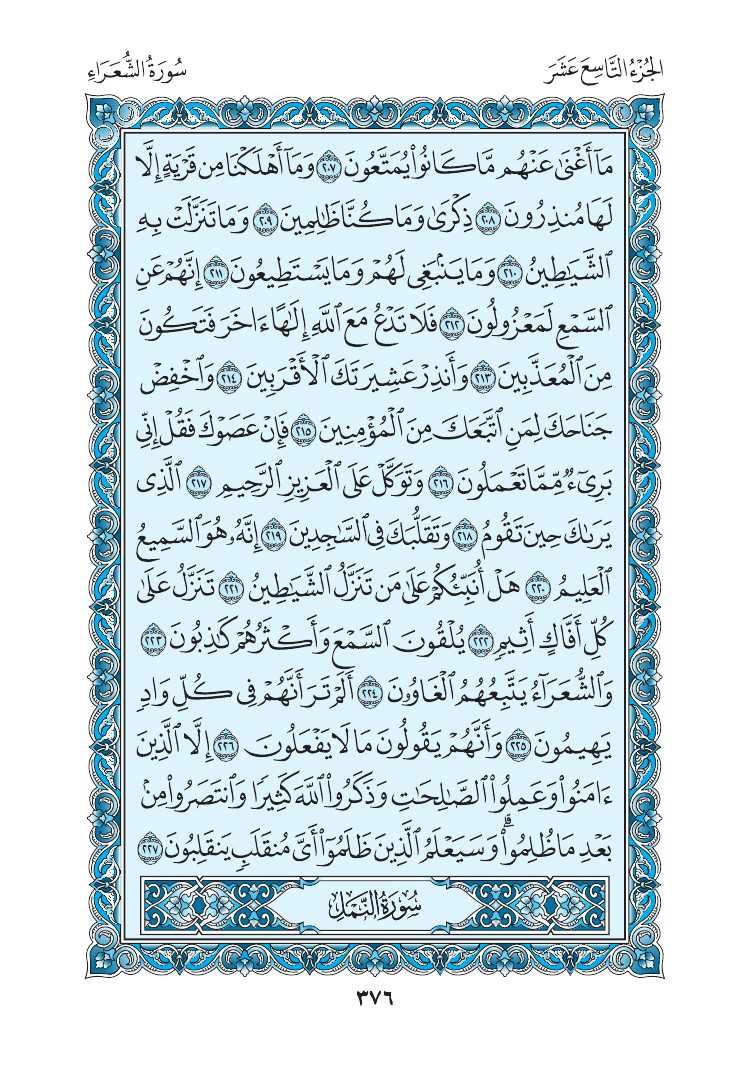 الجُزْءُ التَّاسِعَ عَشَرَ
سُورَةُ الشُّعَرَاءِ
مَآ أَغْنَىٰ عَنْهُم مَّا كَانُوا۟ يُمَتَّعُونَ ٢٠٧ وَمَآ أَهْلَكْنَا مِن قَرْيَةٍ إِلَّا
لَهَا مُنذِرُونَ ٢٠٨ ذِكْرَىٰ وَمَا كُنَّا ظَـٰلِمِينَ ٢٠٩ وَمَا تَنَزَّلَتْ بِهِ
ٱلشَّيَـٰطِينُ ٢١٠ وَمَا يَنۢبَغِى لَهُمْ وَمَا يَسْتَطِيعُونَ ٢١١ إِنَّهُمْ عَنِ
ٱلسَّمْعِ لَمَعْزُولُونَ ٢١٢ فَلَا تَدْعُ مَعَ ٱللَّهِ إِلَـٰهًا ءَاخَرَ فَتَكُونَ
مِنَ ٱلْمُعَذَّبِينَ ٢١٣ وَأَنذِرْ عَشِيرَتَكَ ٱلْأَقْرَبِينَ ٢١٤ وَٱخْفِضْ
جَنَاحَكَ لِمَنِ ٱتَّبَعَكَ مِنَ ٱلْمُؤْمِنِينَ ٢١٥ فَإِنْ عَصَوْكَ فَقُلْ إِنِّى
بَرِىٓءٌ مِّمَّا تَعْمَلُونَ ٢١٦ وَتَوَكَّلْ عَلَى ٱلْعَزِيزِ ٱلرَّحِيمِ ٢١٧ ٱلَّذِى
يَرَىٰكَ حِينَ تَقُومُ ٢١٨ وَتَقَلُّبَكَ فِى ٱلسَّـٰجِدِينَ ٢١٩ إِنَّهُۥ هُوَ ٱلسَّمِيعُ
ٱلْعَلِيمُ ٢٢٠ هَلْ أُنَبِّئُكُمْ عَلَىٰ مَن تَنَزَّلُ ٱلشَّيَـٰطِينُ ٢٢١ تَنَزَّلُ عَلَىٰ
كُلِّ أَفَّاكٍ أَثِيمٍ ٢٢٢ يُلْقُونَ ٱلسَّمْعَ وَأَكْثَرُهُمْ كَـٰذِبُونَ ٢٢٣
وَٱلشُّعَرَآءُ يَتَّبِعُهُمُ ٱلْغَاوُۥنَ ٢٢٤ أَلَمْ تَرَ أَنَّهُمْ فِى كُلِّ وَادٍ
يَهِيمُونَ ٢٢٥ وَأَنَّهُمْ يَقُولُونَ مَا لَا يَفْعَلُونَ ٢٢٦ إِلَّا ٱلَّذِينَ
ءَامَنُوا۟ وَعَمِلُوا۟ ٱلصَّـٰلِحَـٰتِ وَذَكَرُوا۟ ٱللَّهَ كَثِيرًا وَٱنتَصَرُوا۟ مِنۢ
بَعْدِ مَا ظُلِمُوا۟ ۗ وَسَيَعْلَمُ ٱلَّذِينَ ظَلَمُوٓا۟ أَىَّ مُنقَلَبٍ يَنقَلِبُونَ ٢٢٧
سُورَةُ النَّمْلِ
٣٧٦